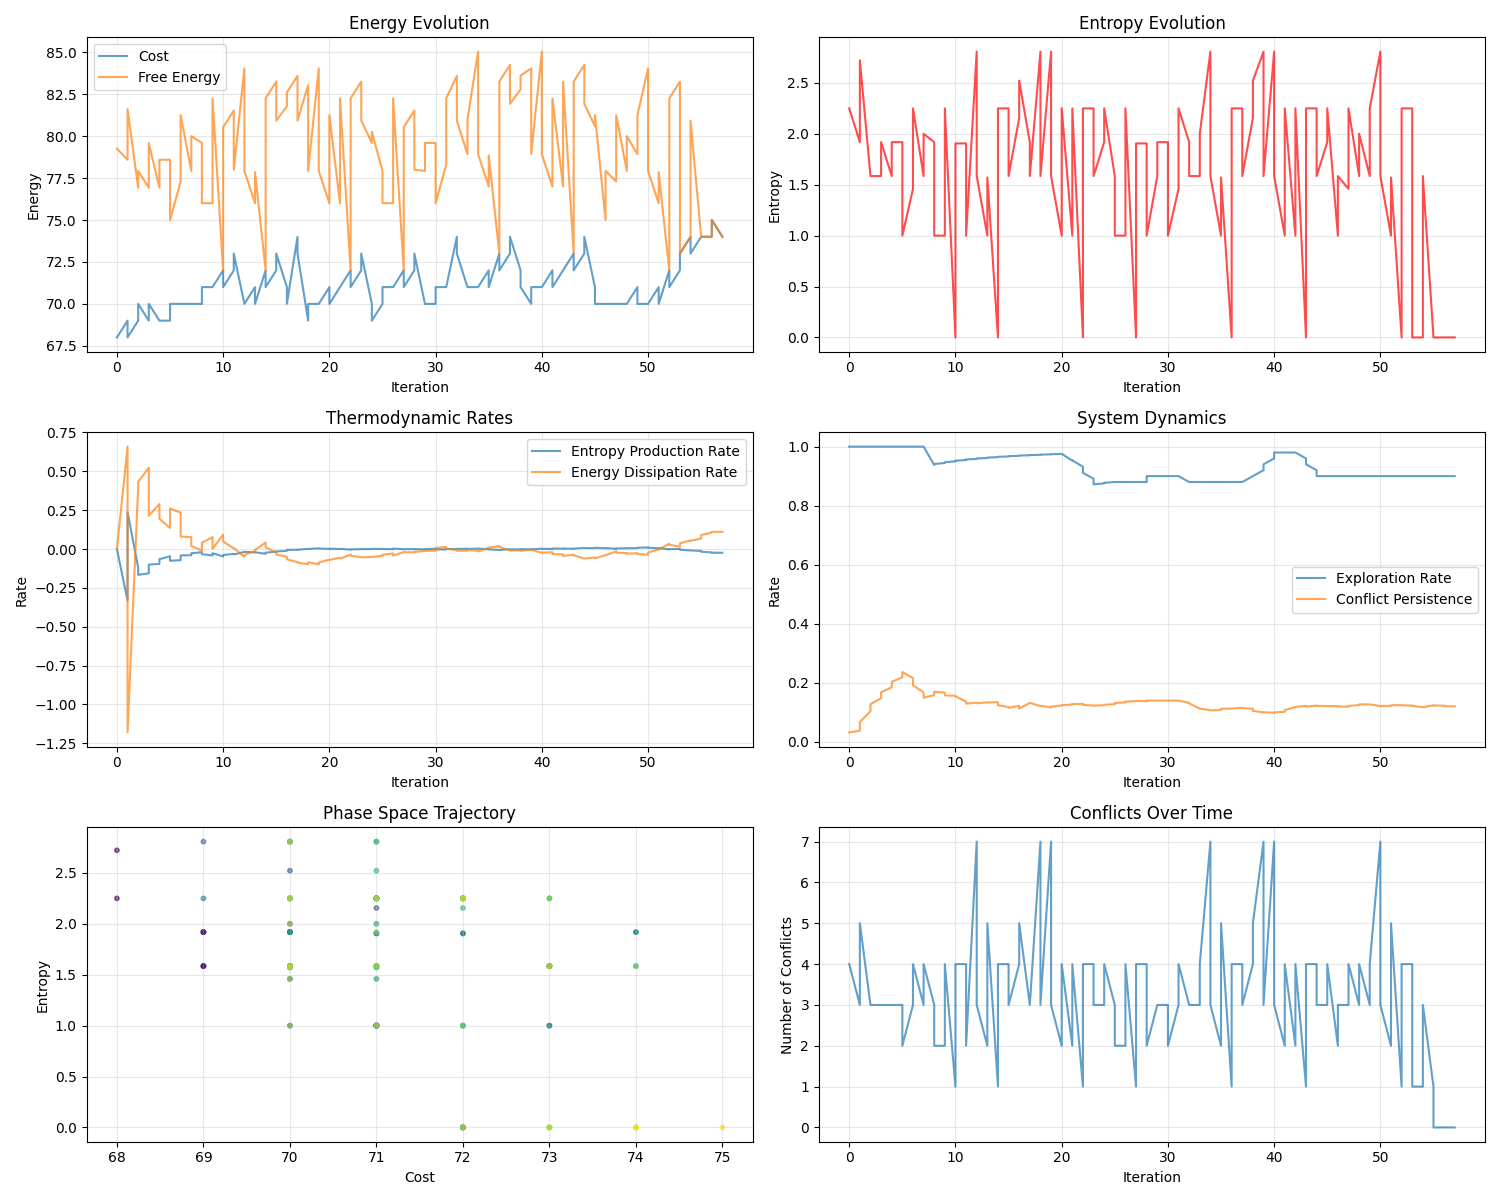 Energy Evolution
Cost
Free Energy
85.0
82.5
80.0
77.5
75.0
72.5
70.0
67.5
Energy
0 10 20 30 40 50
Iteration
Entropy Evolution
2.5
2.0
1.5
1.0
0.5
0.0
Entropy
0 10 20 30 40 50
Iteration
Thermodynamic Rates
Entropy Production Rate
Energy Dissipation Rate
0.75
0.50
0.25
0.00
−0.25
−0.50
−0.75
−1.00
−1.25
Rate
0 10 20 30 40 50
Iteration
System Dynamics
Exploration Rate
Conflict Persistence
1.0
0.8
0.6
0.4
0.2
0.0
Rate
0 10 20 30 40 50
Iteration
Phase Space Trajectory
2.5
2.0
1.5
1.0
0.5
0.0
Entropy
68 69 70 71 72 73 74 75
Cost
Conflicts Over Time
7
6
5
4
3
2
1
0
Number of Conflicts
0 10 20 30 40 50
Iteration